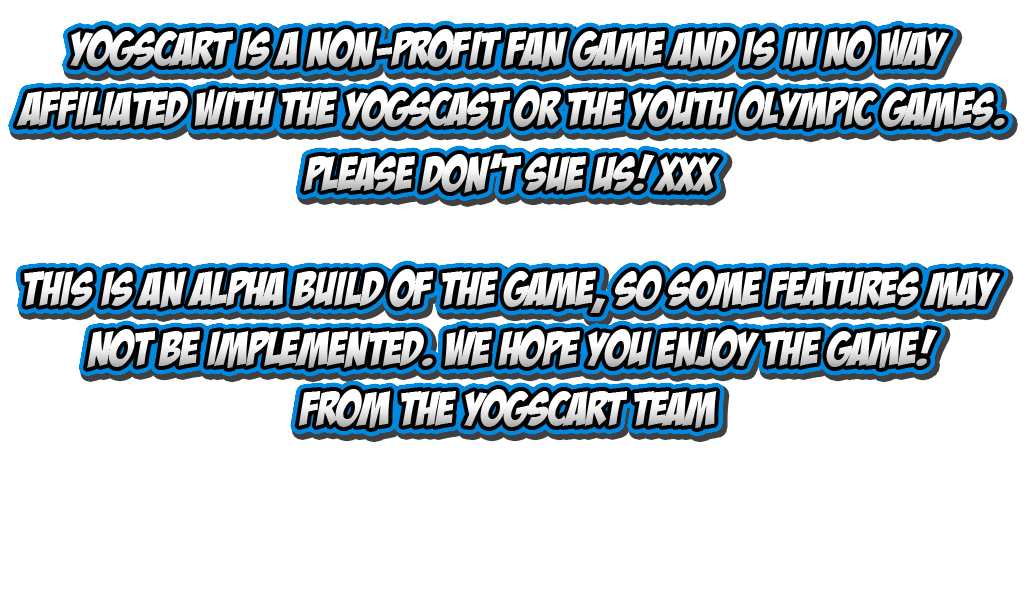 YOGSCART IS A NON-PROFIT FAN GAME AND IS IN NO WAY
AFFILIATED WITH THE YOGSCAST OR THE YOUTH OLYMPIC GAMES.
PLEASE DON'T SUE US! XXX
THIS IS AN ALPHA BUILD OF THE GAME, SO SOME FEATURES MAY
NOT BE IMPLEMENTED. WE HOPE YOU ENJOY THE GAME!
FROM THE YOGSCART TEAM